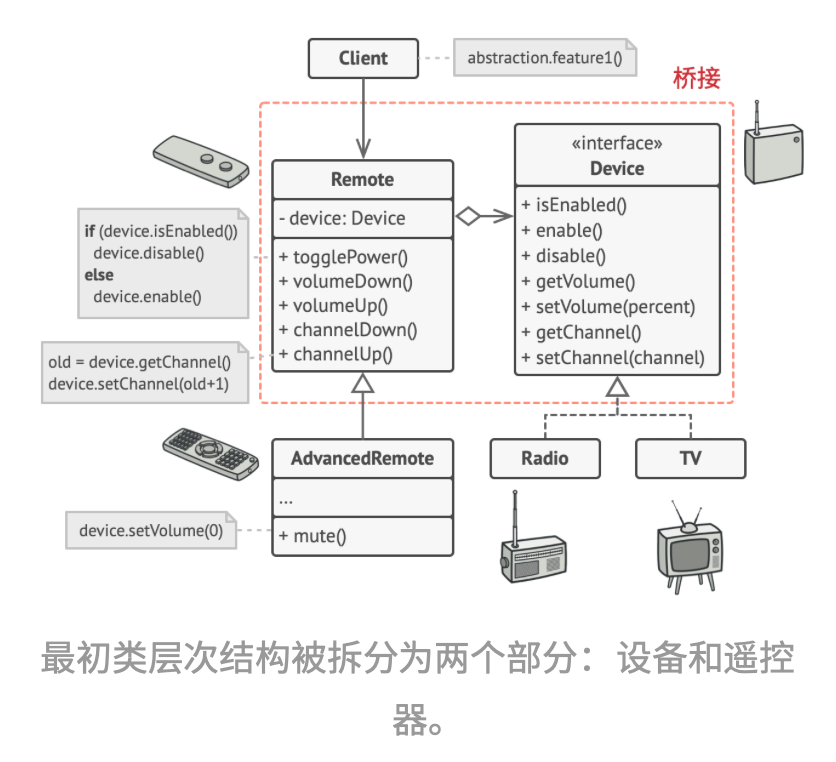 Client
abstraction.feature1()
桥接
«interface»
Device
+ isEnabled()
+ enable()
+ disable()
+ getVolume()
+ setVolume(percent)
+ getChannel()
+ setChannel(channel)
Remote
- device: Device
+ togglePower()
+ volumeDown()
+ volumeUp()
+ channelDown()
+ channelUp()
if (device.isEnabled())
device.disable()
else
device.enable()
old = device.getChannel()
device.setChannel(old+1)
AdvancedRemote
...
+ mute()
device.setVolume(0)
Radio
TV
最初类层次结构被拆分为两个部分：设备和遥控
器。